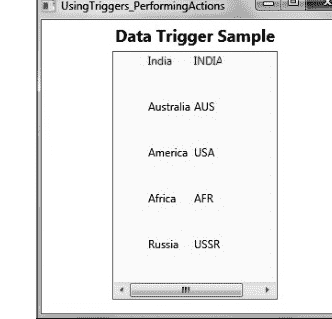 UsingTriggers_PerformingActions
Data Trigger Sample
India INDIA
Australia AUS
America USA
Africa AFR
Russia USSR